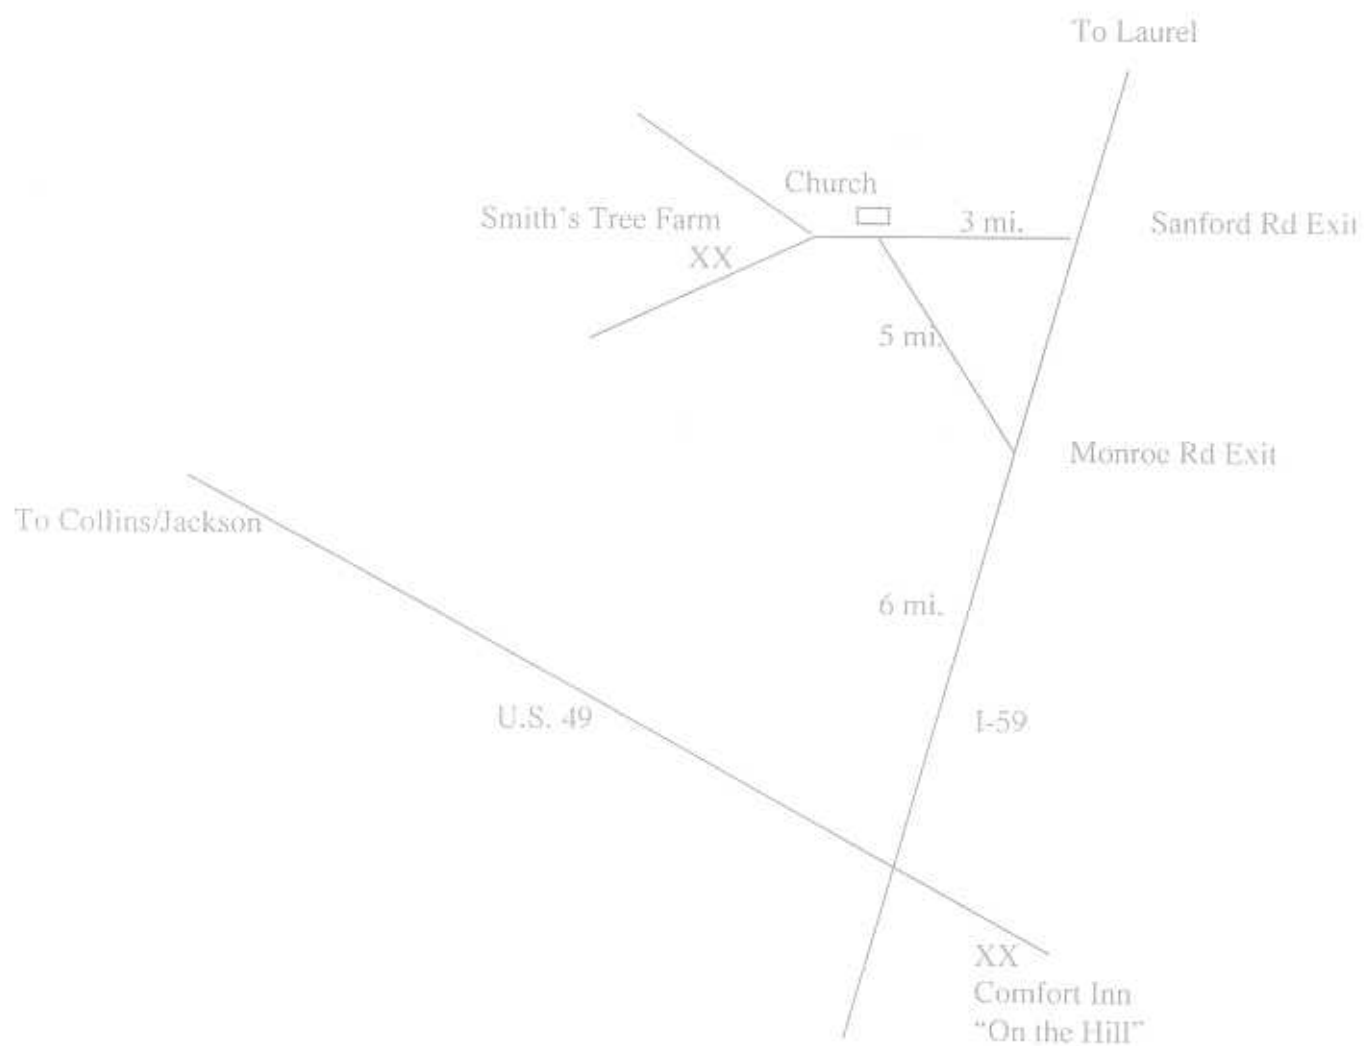 To Laurel
Church
Smith's Tree Farm
3 mi.
Sanford Rd Exit
XX
5 mi.
Monroe Rd Exit
To Collins/Jackson
6 mi.
U.S. 49
I-59
XX
Comfort Inn
"On the Hill"